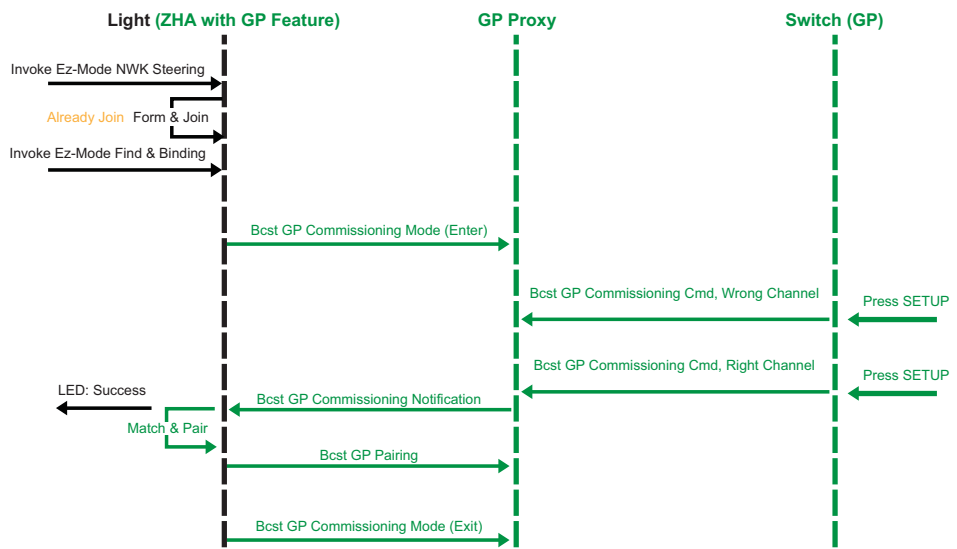 Light (ZHA with GP Feature)
GP Proxy
Switch (GP)
Invoke Ez-Mode NWK Steering
Already Join Form & Join
Invoke Ez-Mode Find & Binding
Bcst GP Commissioning Mode (Enter)
Bcst GP Commissioning Cmd, Wrong Channel
Press SETUP
Bcst GP Commissioning Cmd, Right Channel
Press SETUP
LED: Success
Bcst GP Commissioning Notification
Match & Pair
Bcst GP Pairing
Bcst GP Commissioning Mode (Exit)